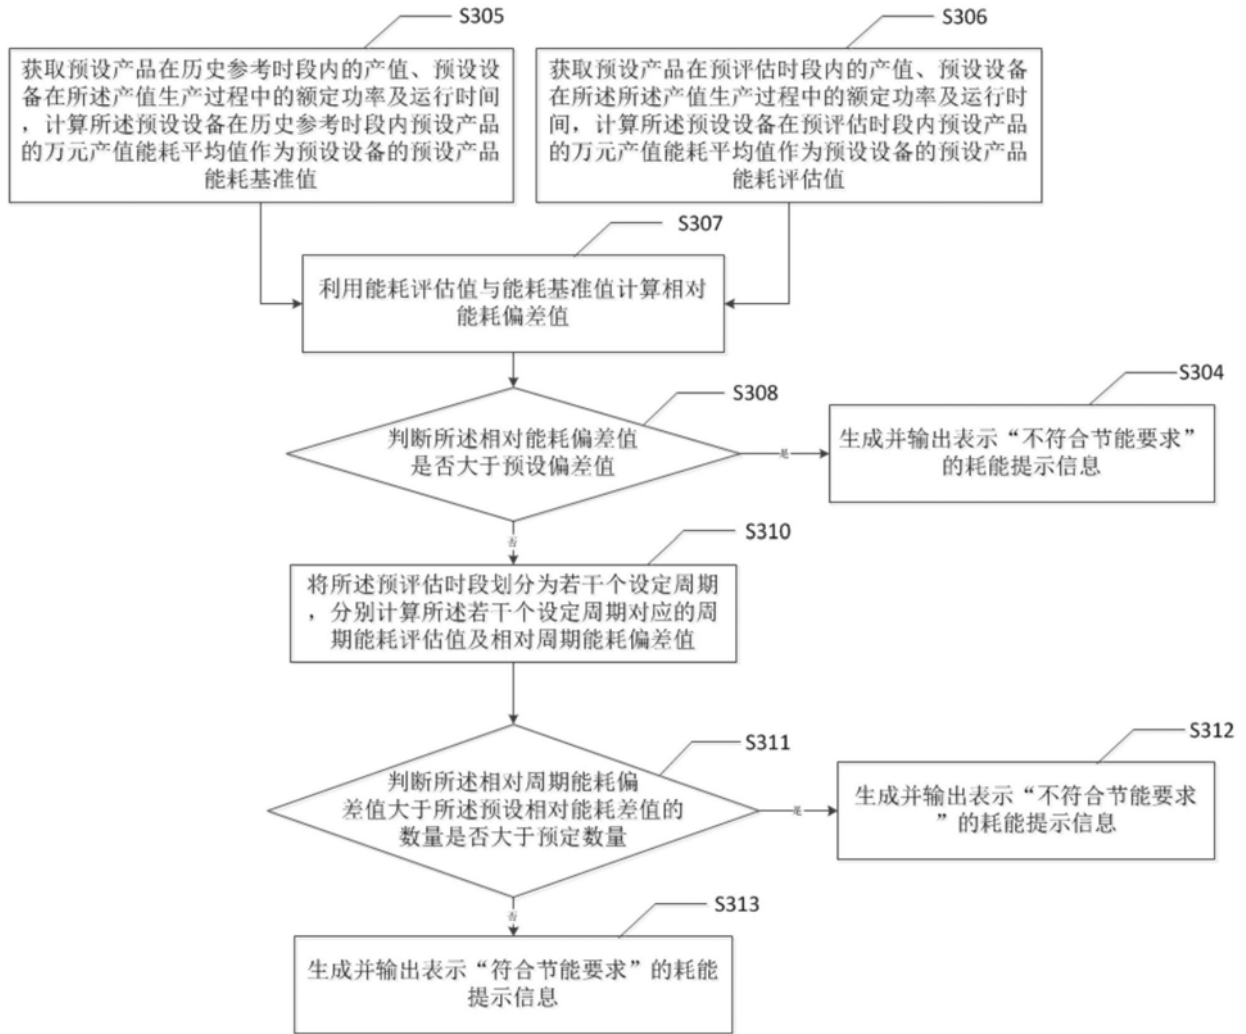 S305
获取预设产品在历史参考时段内的产值、预设设
备在所述产值生产过程中的额定功率及运行时间
，计算所述预设设备在历史参考时段内预设产品
的万元产值能耗平均值作为预设设备的预设产品
能耗基准值
S306
获取预设产品在预评估时段内的产值、预设设备
在所述所述产值生产过程中的额定功率及运行时
间，计算所述预设设备在预评估时段内预设产品
的万元产值能耗平均值作为预设设备的预设产品
能耗评估值
S307
利用能耗评估值与能耗基准值计算相对
能耗偏差值
S308
判断所述相对能耗偏差值
是否大于预设偏差值
是
S304
生成并输出表示“不符合节能要求”
的耗能提示信息
否
S310
将所述预评估时段划分为若干个设定周期
，分别计算所述若干个设定周期对应的周
期能耗评估值及相对周期能耗偏差值
S311
判断所述相对周期能耗偏
差值大于所述预设相对能耗差值的
数量是否大于预定数量
是
S312
生成并输出表示“不符合节能要求
”的耗能提示信息
否
S313
生成并输出表示“符合节能要求”的耗能
提示信息